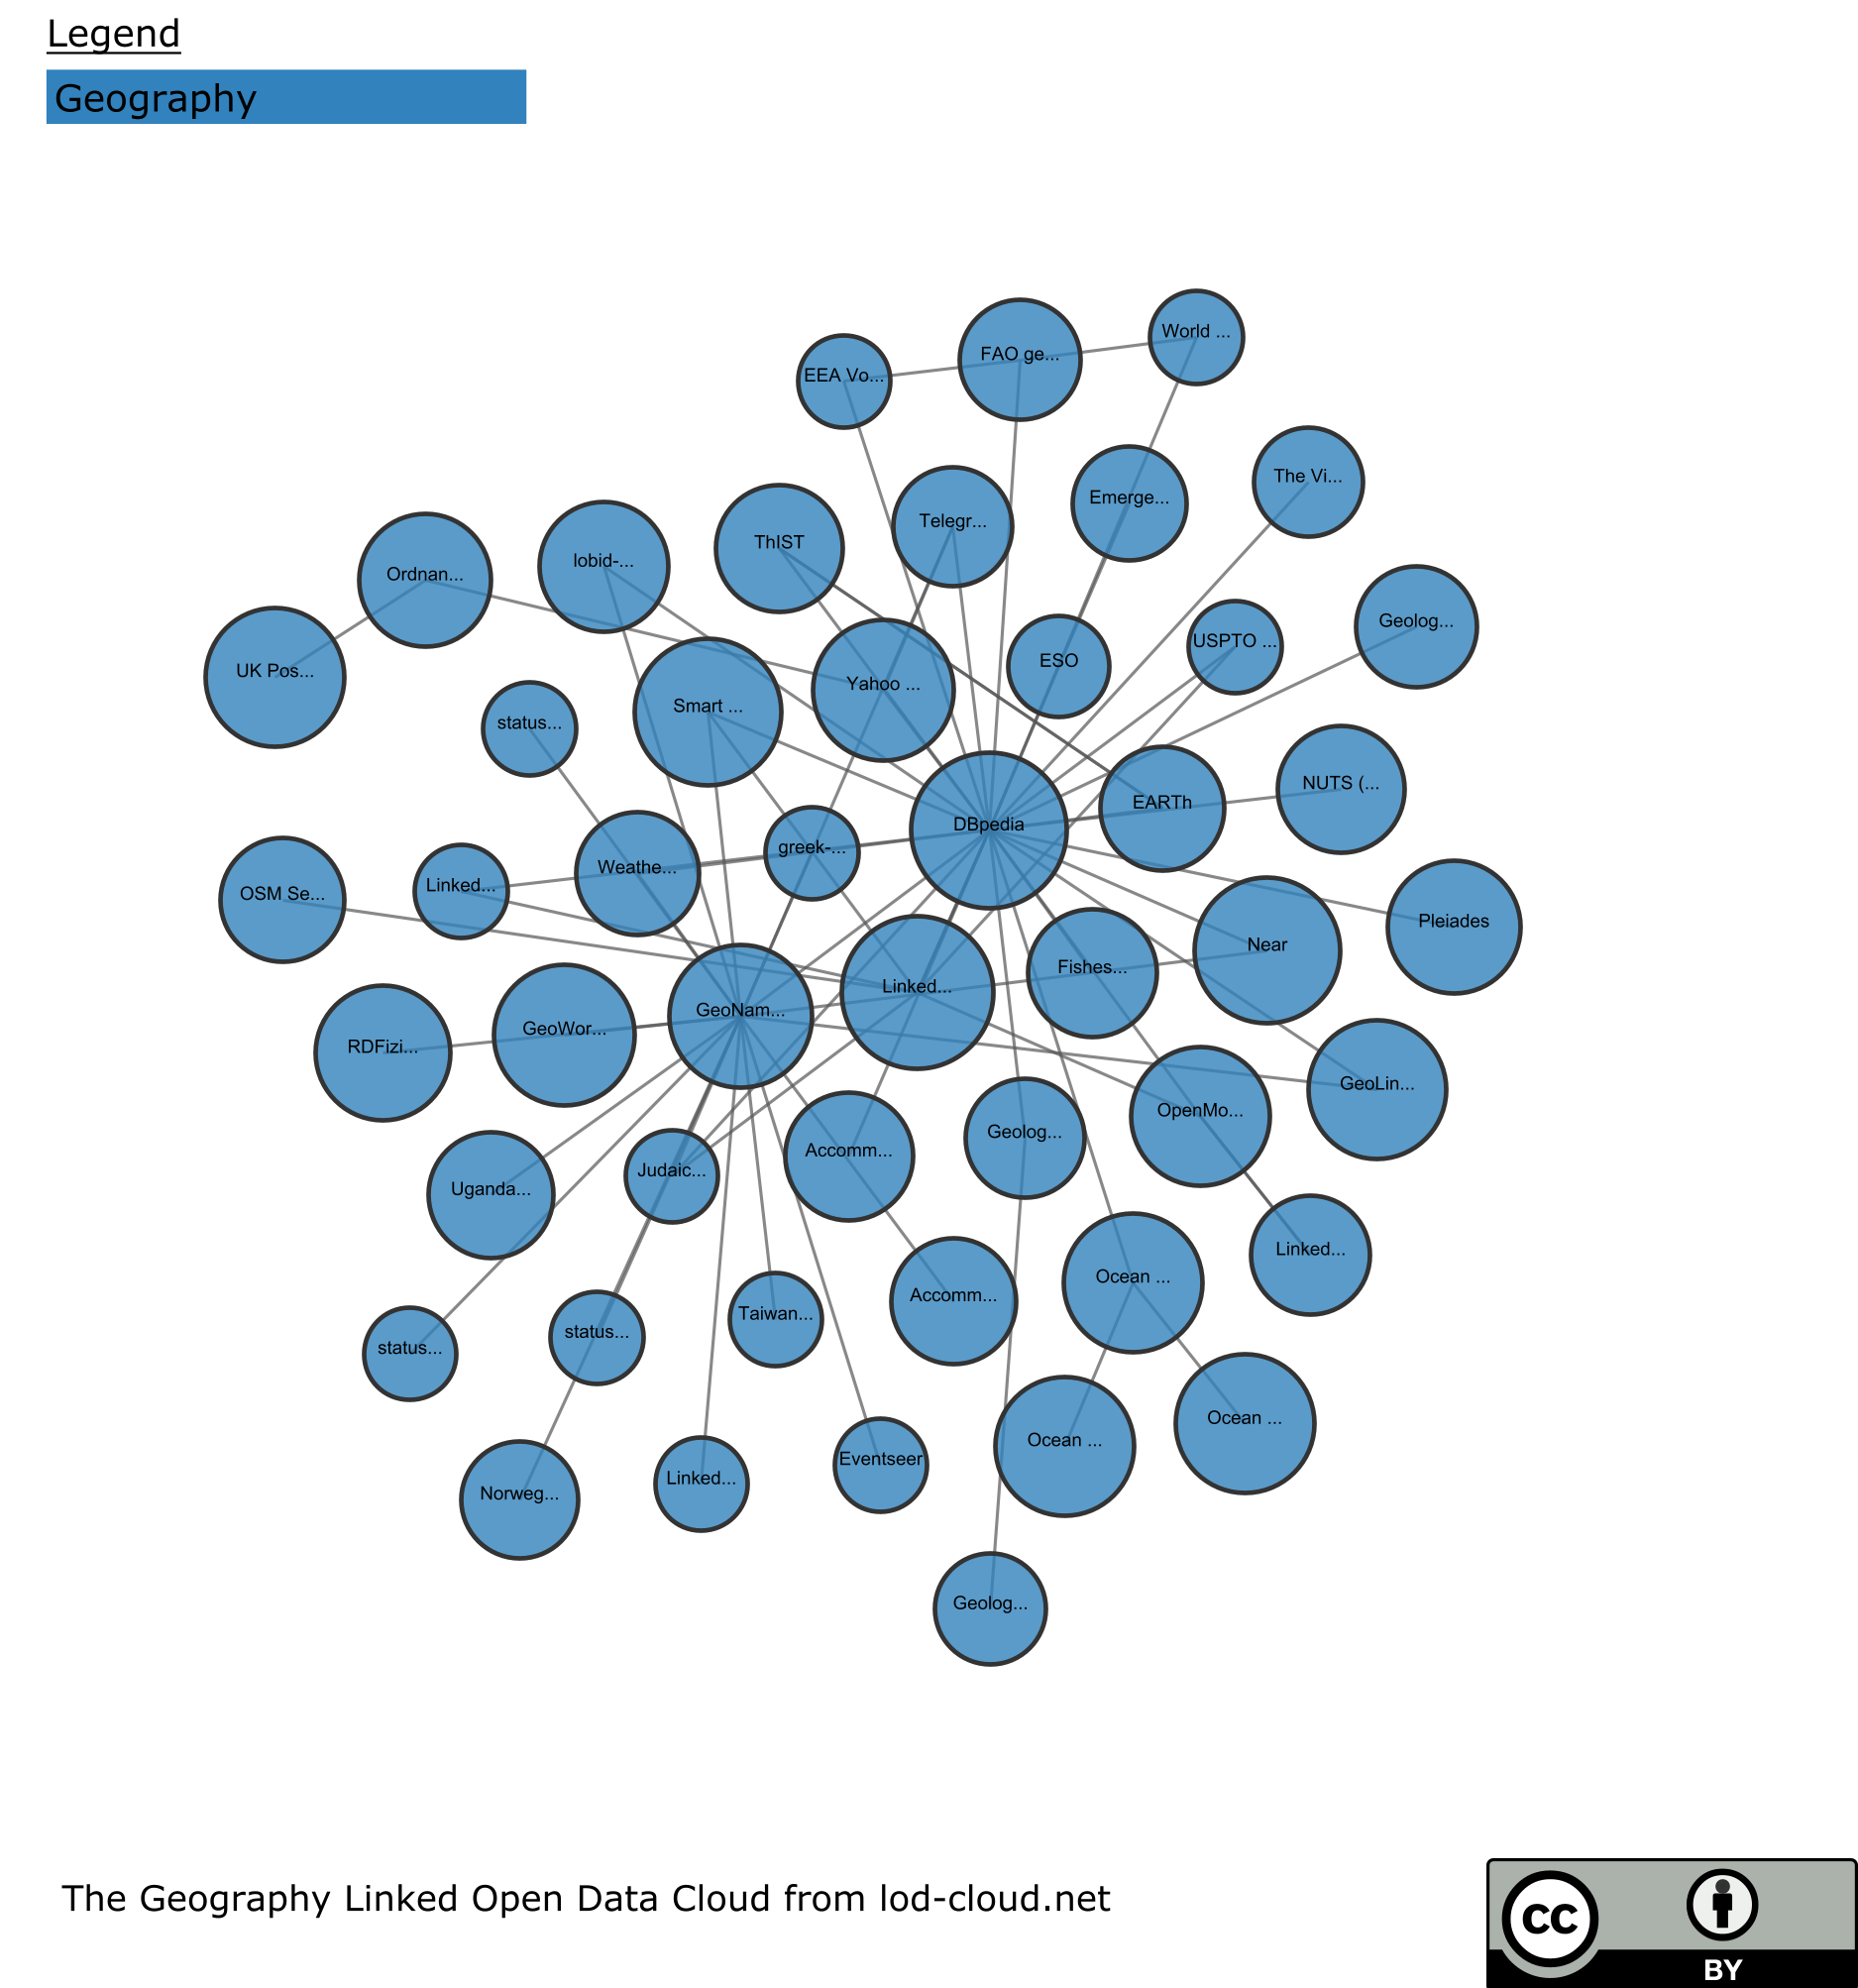 Legend
Geography
World ...
FAO ge...
EEA Vo...
The Vi...
Emerge...
Telegr...
ThIST
lobid-...
Ordnan...
Geolog...
USPTO ...
ESO
UK Pos...
Yahoo ...
Smart ...
status...
NUTS (...
EARTh
DBpedia
greek-...
Weathe...
Linked...
OSM Se...
Pleiades
Near
Fishes...
Linked...
GeoNam...
GeoWor...
RDFizi...
GeoLin...
OpenMo...
Geolog...
Accomm...
Judaic...
Uganda...
Linked...
Ocean ...
Accomm...
Taiwan...
status...
status...
Ocean ...
Ocean ...
Eventseer
Linked...
Norweg...
Geolog...
The Geography Linked Open Data Cloud from lod-cloud.net
cc
BY